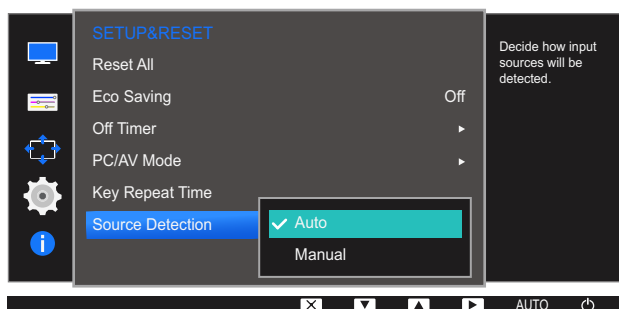 SETUP&RESET
Reset All
Eco Saving Off
Off Timer
PC/AV Mode
Key Repeat Time
Source Detection
Auto
Manual
Decide how input
sources will be
detected.
AUTO